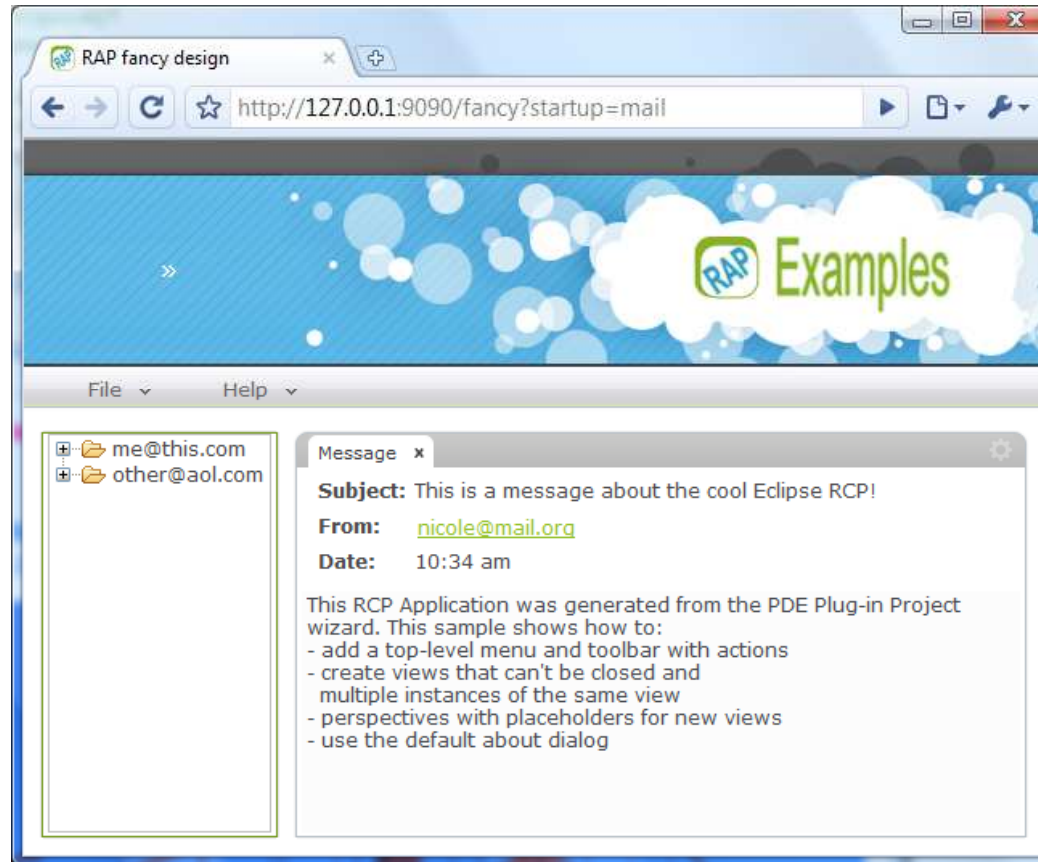 RAP fancy design
http://127.0.0.1:9090/fancy?startup=mail
»
RAP Examples
File Help
me@this.com
other@aol.com
Message x
Subject: This is a message about the cool Eclipse RCP!
From: nicole@mail.org
Date: 10:34 am
This RCP Application was generated from the PDE Plug-in Project
wizard. This sample shows how to:
- add a top-level menu and toolbar with actions
- create views that can't be closed and
multiple instances of the same view
- perspectives with placeholders for new views
- use the default about dialog